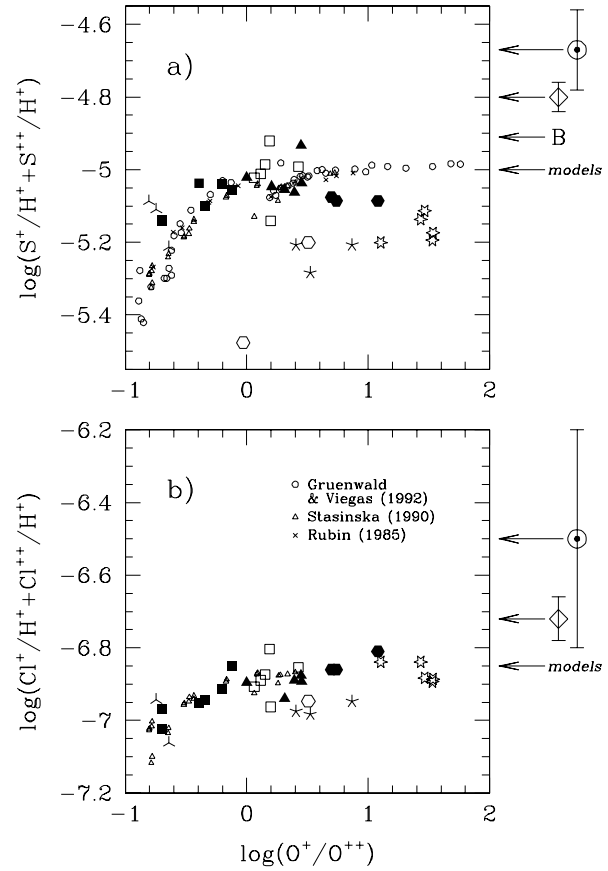 a)
−4.6
−4.8
−5
−5.2
−5.4
log(S⁺/H⁺+S⁺⁺/H⁺)
−1
0
1
2
B
models
b)
Gruenwald
& Viegas (1992)
Stasinska (1990)
Rubin (1985)
−6.2
−6.4
−6.6
−6.8
−7
−7.2
log(Cl⁺/H⁺+Cl⁺⁺/H⁺)
models
−1
0
1
2
log(O⁺/O⁺⁺)